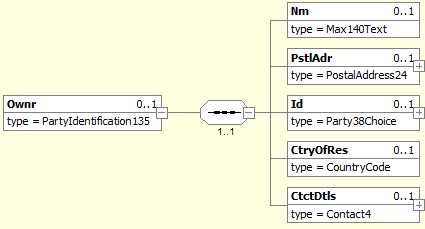 Nm 0..1
type = Max140Text
PstlAdr 0..1
type = PostalAddress24
Ownr 0..1
type = PartyIdentification135
1..1
Id 0..1
type = Party38Choice
CtryOfRes 0..1
type = CountryCode
CtctDtls 0..1
type = Contact4